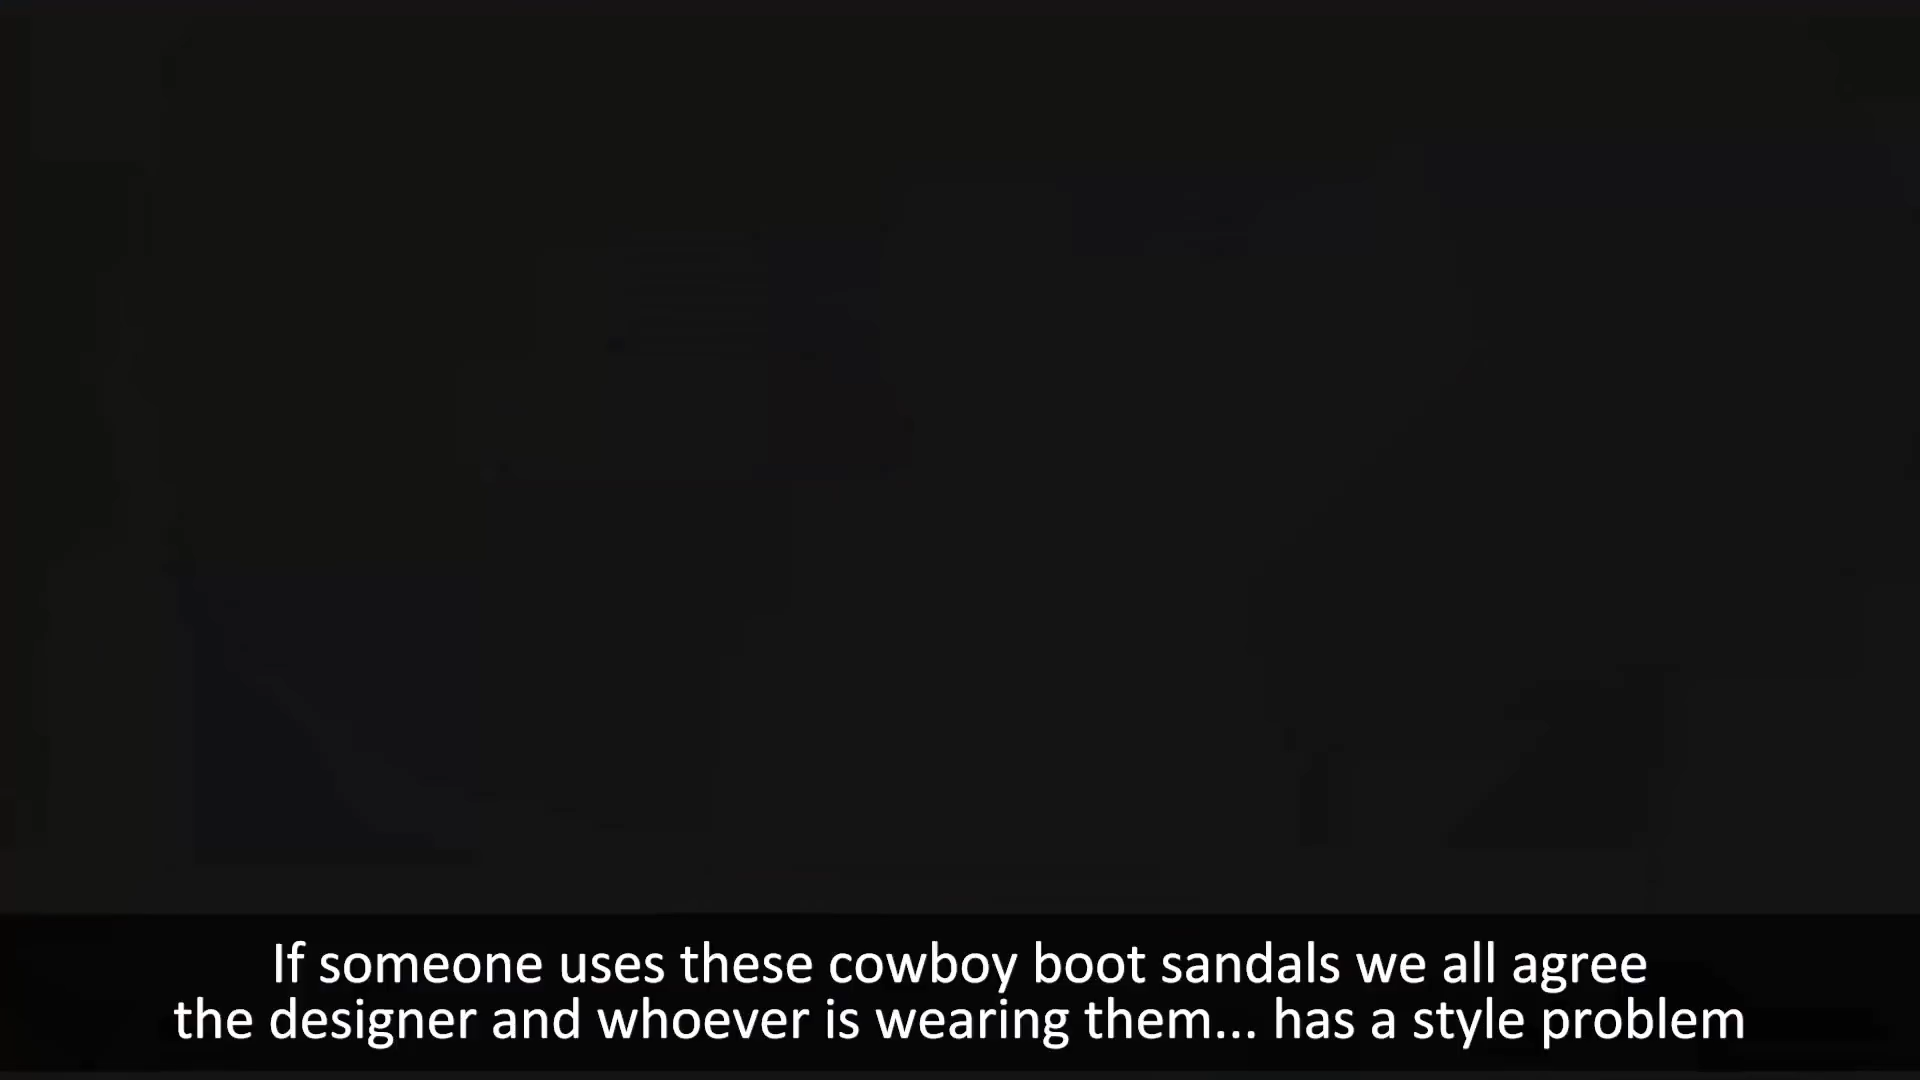 If someone uses these cowboy boot sandals we all agree
the designer and whoever is wearing them... has a style problem